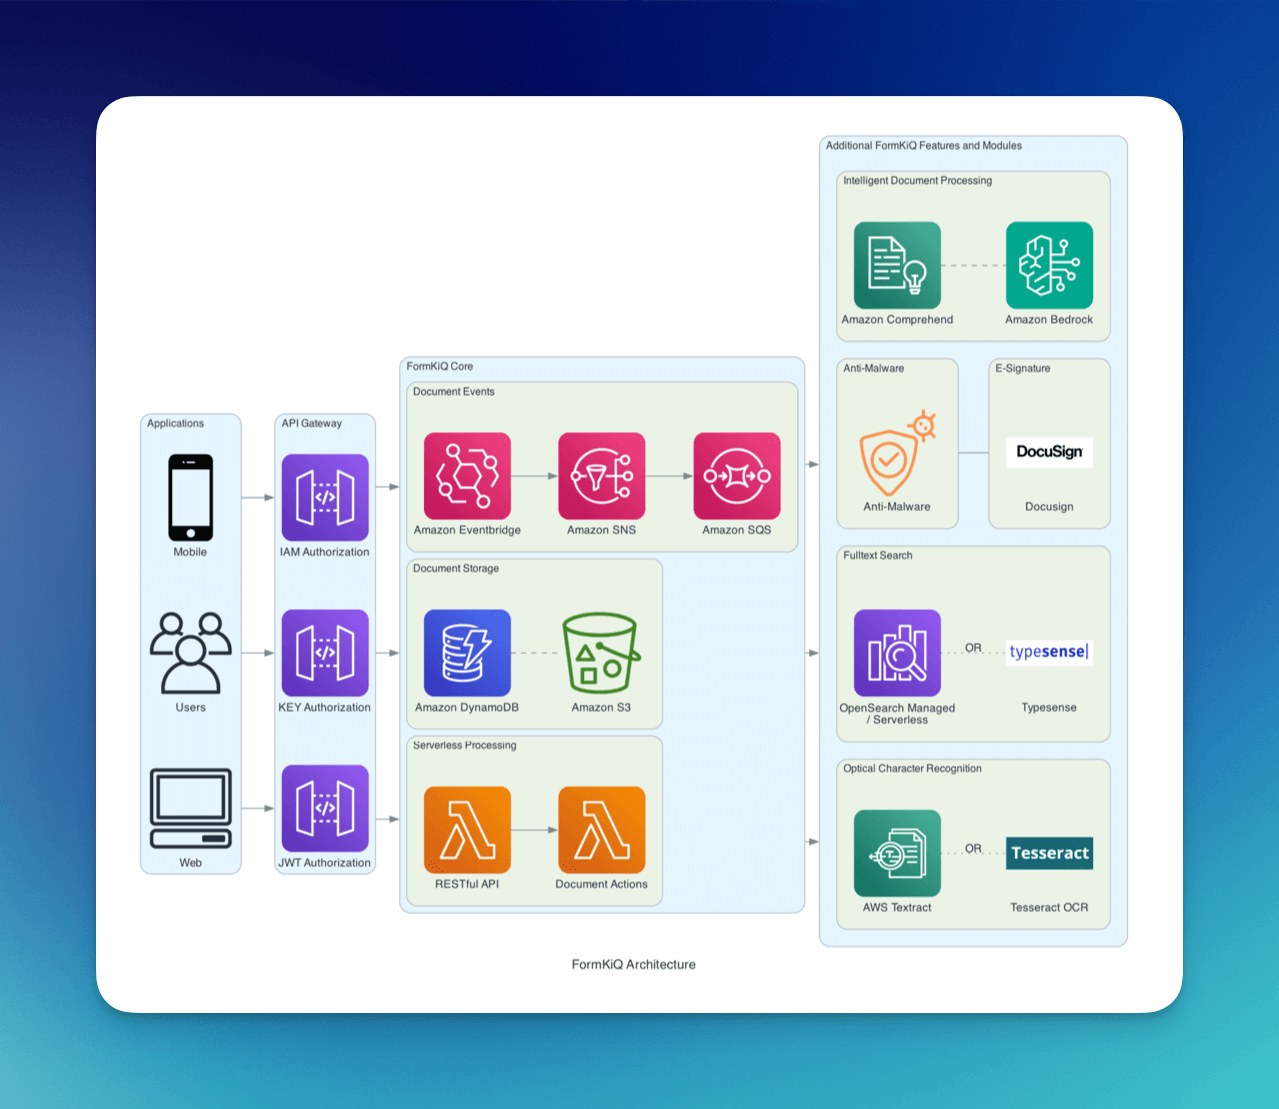 Additional FormKiQ Features and Modules
Intelligent Document Processing
Amazon Comprehend
Amazon Bedrock
FormKiQ Core
Anti-Malware
E-Signature
Document Events
Applications
API Gateway
</>
DocuSign
Anti-Malware
Docusign
Amazon Eventbridge
Amazon SNS
Amazon SQS
Mobile
IAM Authorization
Fulltext Search
Document Storage
</>
OR
typesense|
Users
KEY Authorization
Amazon DynamoDB
Amazon S3
OpenSearch Managed
/ Serverless
Typesense
Serverless Processing
Optical Character Recognition
</>
OR
Tesseract
Web
JWT Authorization
RESTful API
Document Actions
AWS Textract
Tesseract OCR
FormKiQ Architecture